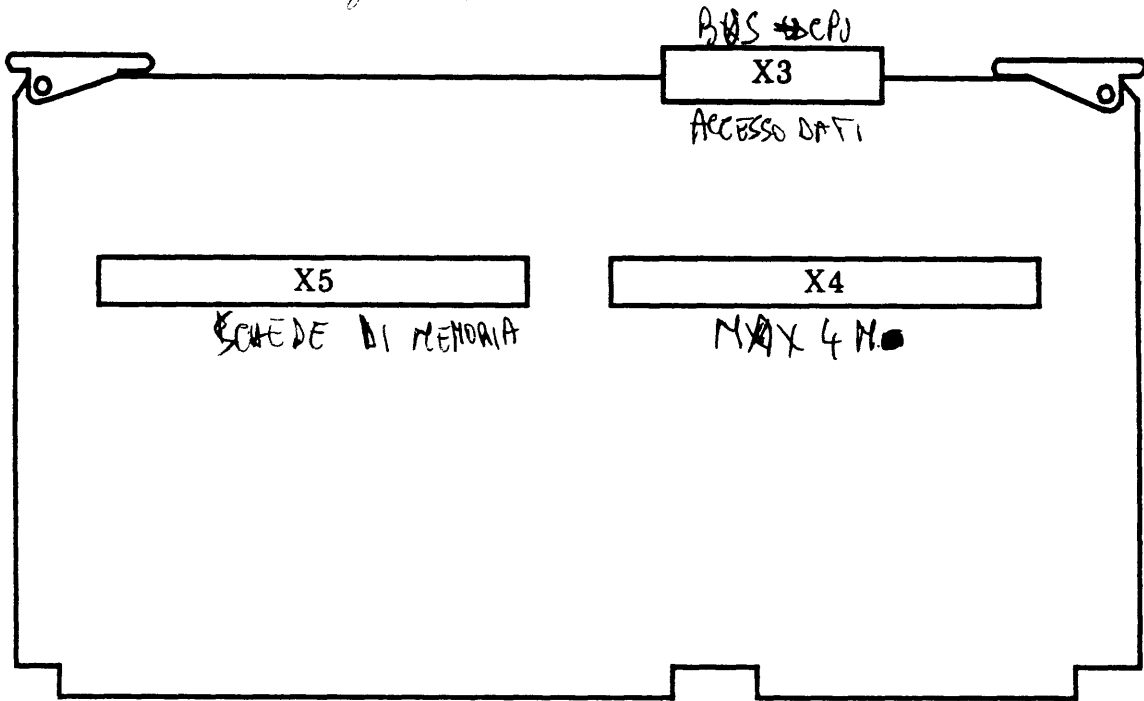 BUS CPU
X3
ACCESSO DATI
X5
X4
SCHEDE DI MEMORIA
MAX 4 M.